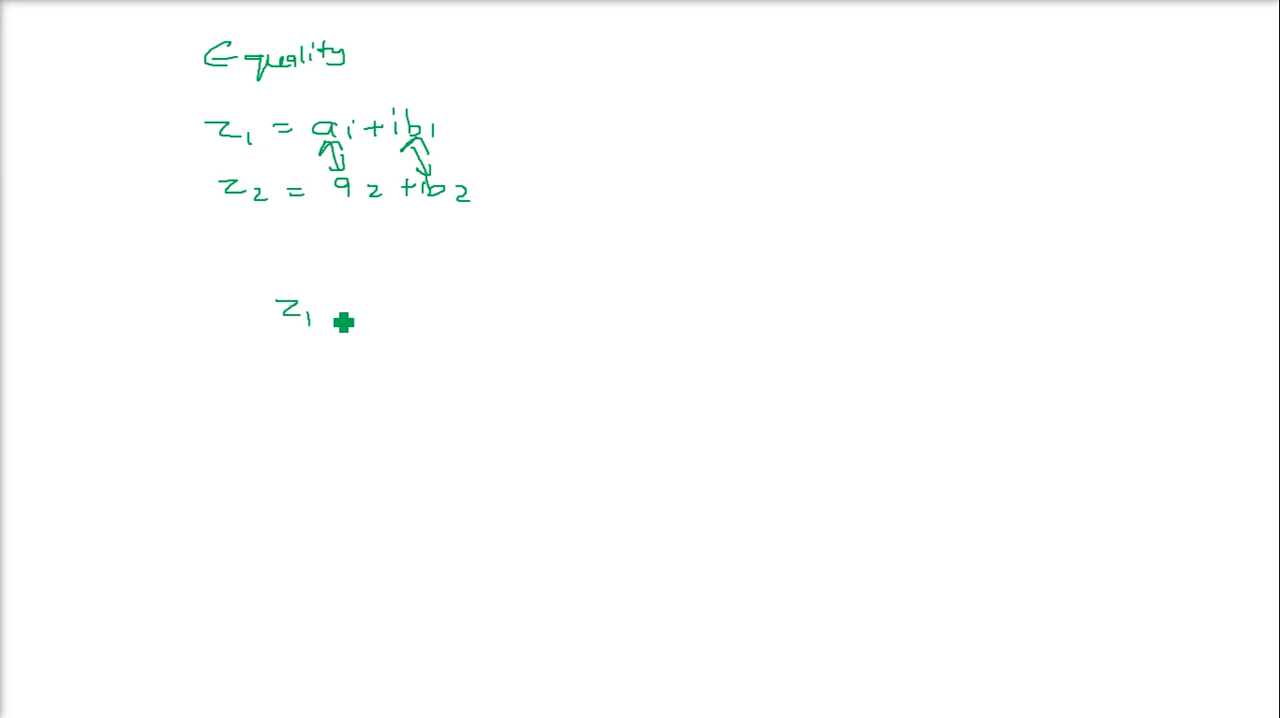 Equality
z₁ = a₁+ib₁
z₂ = a₂+ib₂
z₁